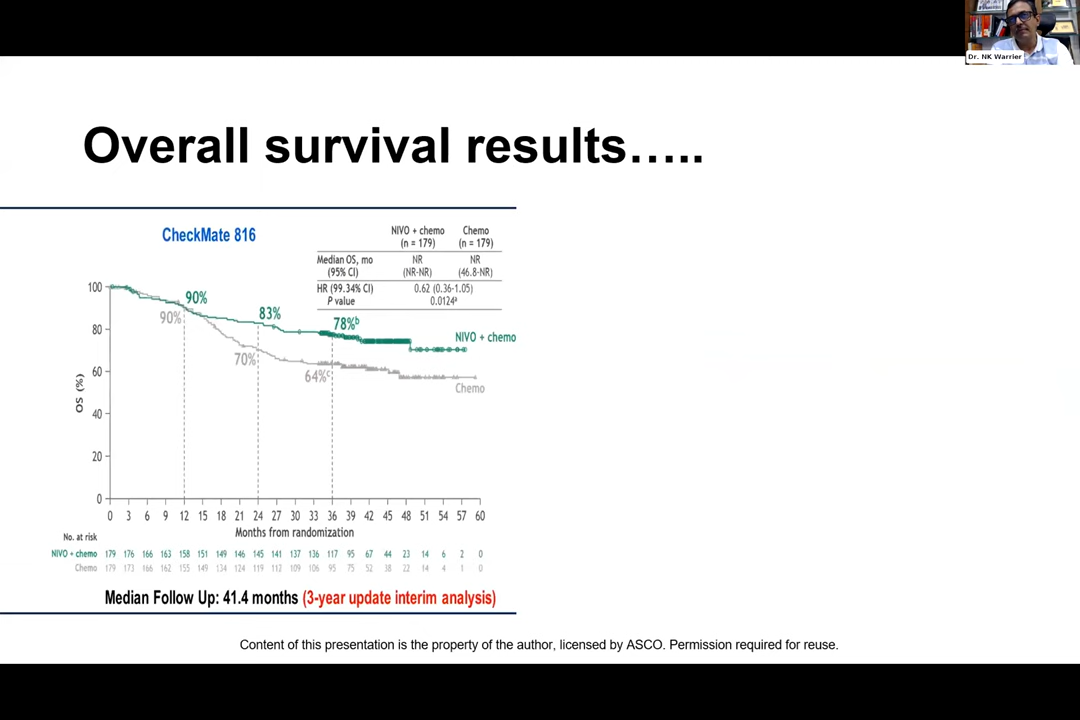 Dr. NK Warrier
Overall survival results…..
CheckMate 816
NIVO + chemo Chemo
(n = 179) (n = 179)
Median OS, mo NR NR
(95% CI) (NR-NR) (46.8-NR)
HR (99.34% CI) 0.62 (0.36-1.05)
P value 0.0124ᵃ
100
80
60
40
20
0
OS (%)
90%
90%
83%
70%
78%ᵇ
64%ᶜ
NIVO + chemo
Chemo
0 3 6 9 12 15 18 21 24 27 30 33 36 39 42 45 48 51 54 57 60
Months from randomization
No. at risk
NIVO + chemo 179 176 166 163 158 151 149 146 145 141 137 136 117 95 67 44 23 14 6 2 0
Chemo 179 173 166 162 155 149 134 124 119 112 109 106 95 75 52 38 22 14 4 1 0
Median Follow Up: 41.4 months (3-year update interim analysis)
Content of this presentation is the property of the author, licensed by ASCO. Permission required for reuse.